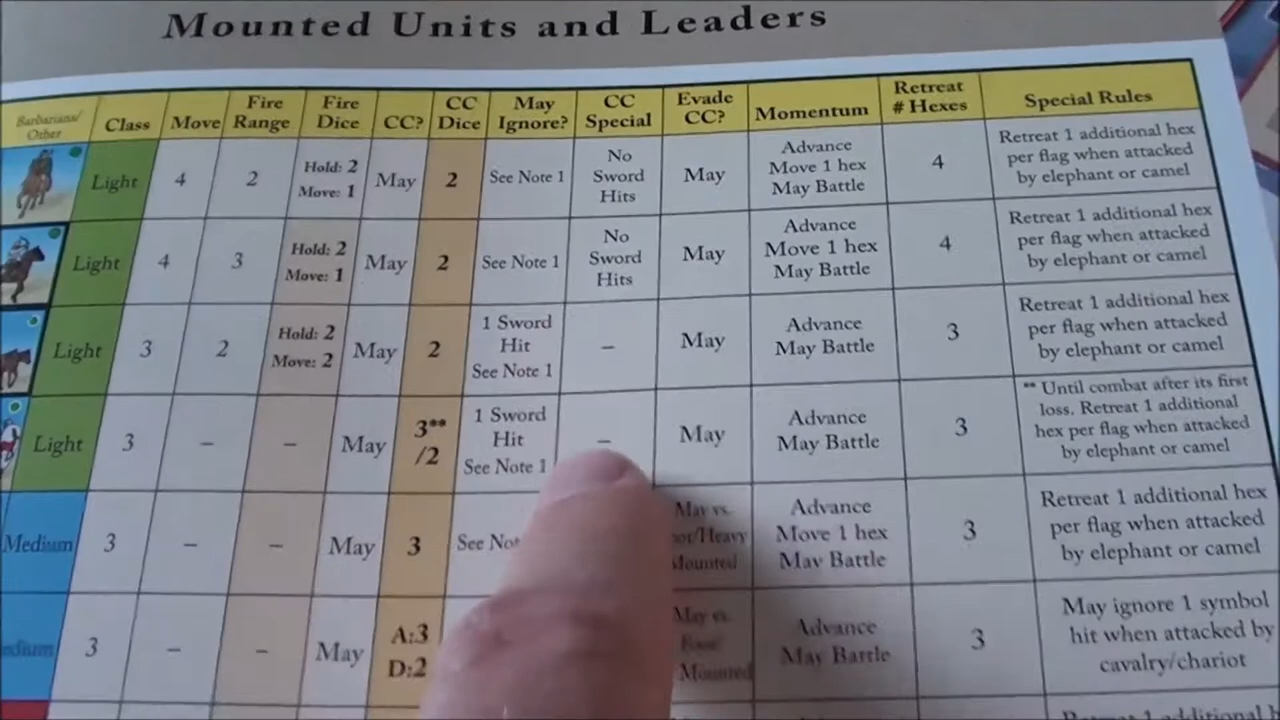 Mounted Units and Leaders
Barbarians/ Other
Class
Move
Fire Range
Fire Dice
CC?
CC Dice
May Ignore?
CC Special
Evade CC?
Momentum
Retreat # Hexes
Special Rules
Light
4
2
Hold: 2
Move: 1
May
2
See Note 1
No
Sword
Hits
May
Advance
Move 1 hex
May Battle
4
Retreat 1 additional hex
per flag when attacked
by elephant or camel
Light
4
3
Hold: 2
Move: 1
May
2
See Note 1
No
Sword
Hits
May
Advance
Move 1 hex
May Battle
4
Retreat 1 additional hex
per flag when attacked
by elephant or camel
Light
3
2
Hold: 2
Move: 2
May
2
1 Sword
Hit
See Note 1
–
May
Advance
May Battle
3
Retreat 1 additional hex
per flag when attacked
by elephant or camel
Light
3
–
–
May
3**
/2
1 Sword
Hit
See Note 1
–
May
Advance
May Battle
3
** Until combat after its first
loss. Retreat 1 additional
hex per flag when attacked
by elephant or camel
Medium
3
–
–
May
3
See
May vs.
Mounted
Advance
Move 1 hex
May Battle
3
Retreat 1 additional hex
per flag when attacked
by elephant or camel
3
–
–
May
A:3
D:2
May vs.
Mounted
Advance
May Battle
3
May ignore 1 symbol
hit when attacked by
cavalry/chariot
Retreat 1 additional